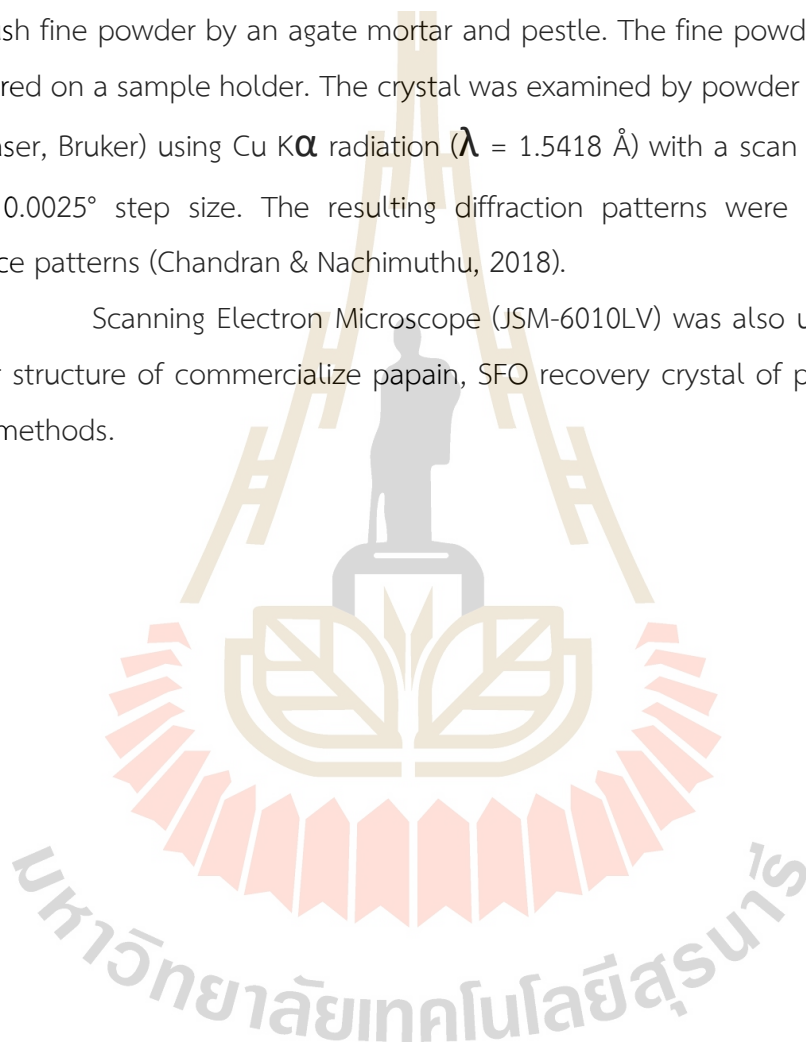 sh fine powder by an agate mortar and pestle. The fine powd
red on a sample holder. The crystal was examined by powder
ser, Bruker) using Cu Kα radiation (λ = 1.5418 Å) with a scan
0.0025° step size. The resulting diffraction patterns were
ce patterns (Chandran & Nachimuthu, 2018).
Scanning Electron Microscope (JSM-6010LV) was also u
structure of commercialize papain, SFO recovery crystal of p
methods.
มหาวิทยาลัยเทคโนโลยีสุรนารี